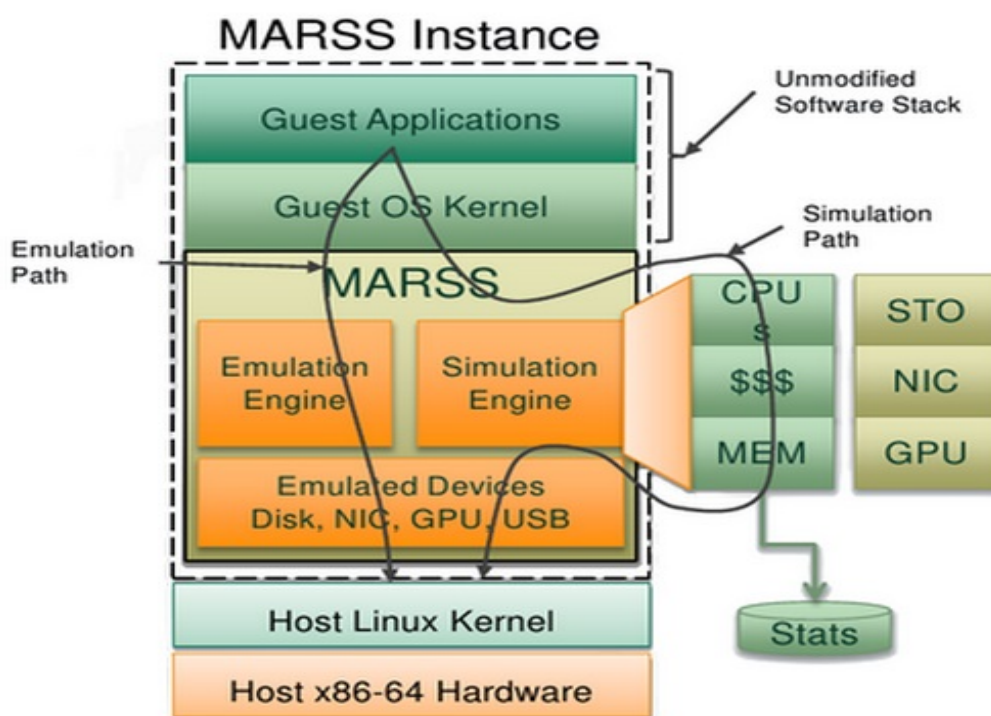 MARSS Instance
Unmodified
Software Stack
Guest Applications
Guest OS Kernel
Simulation
Path
Emulation
Path
MARSS
CPU
s
STO
Emulation
Engine
Simulation
Engine
$$$
NIC
MEM
GPU
Emulated Devices
Disk, NIC, GPU, USB
Host Linux Kernel
Stats
Host x86-64 Hardware